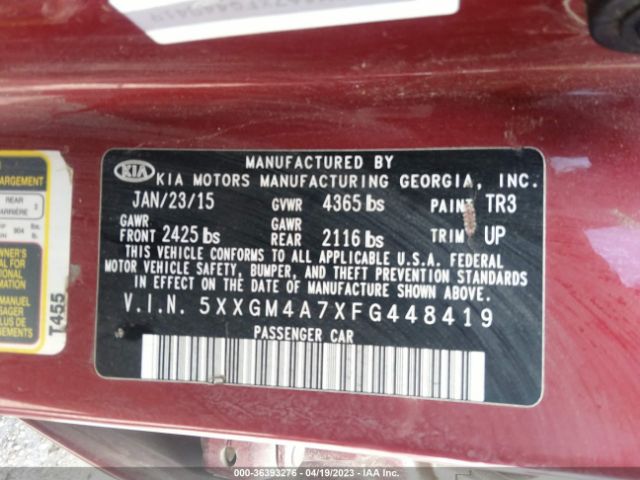 MANUFACTURED BY
KIA KIA MOTORS MANUFACTURING GEORGIA, INC.
JAN/23/15 GVWR 4365 lbs PAINT TR3
GAWR FRONT 2425 lbs GAWR REAR 2116 lbs TRIM UP
THIS VEHICLE CONFORMS TO ALL APPLICABLE U.S.A. FEDERAL
MOTOR VEHICLE SAFETY, BUMPER, AND THEFT PREVENTION STANDARDS
IN EFFECT ON THE DATE OF MANUFACTURE SHOWN ABOVE.
V.I.N. 5XXGM4A7XFG448419
PASSENGER CAR
REAR
T455
© - 36393276 - 04/19/2023 - IAA Inc.